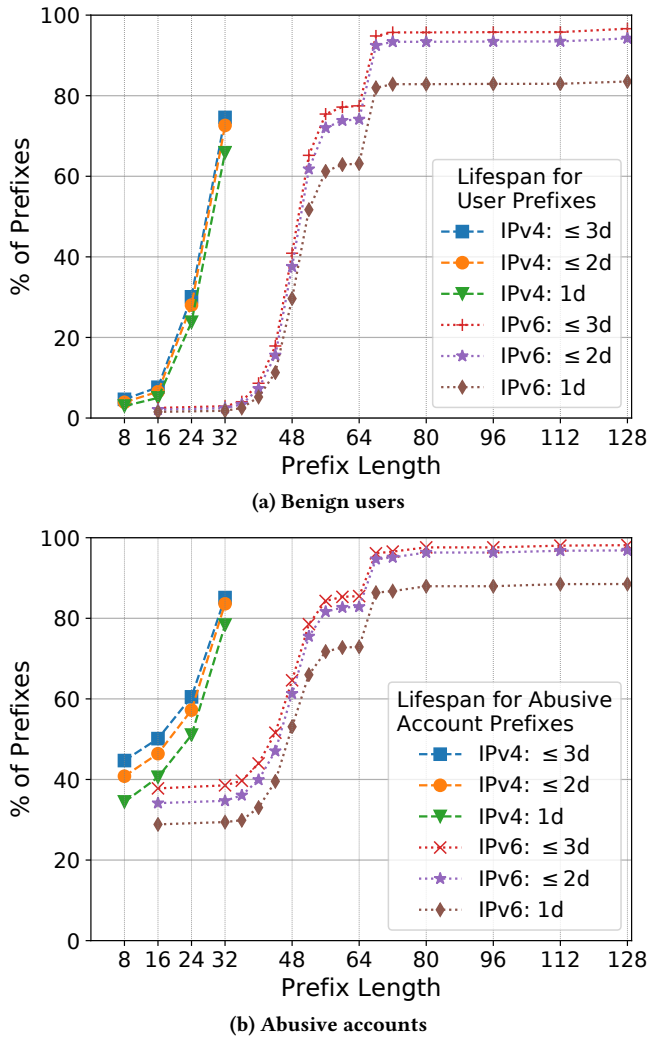 100
80
60
40
20
0
% of Prefixes
Lifespan for
User Prefixes
IPv4: ≤3d
IPv4: ≤2d
IPv4: 1d
IPv6: ≤3d
IPv6: ≤2d
IPv6: 1d
8 16 24 32 48 64 80 96 112 128
Prefix Length
(a) Benign users
100
80
60
40
20
0
% of Prefixes
Lifespan for Abusive
Account Prefixes
IPv4: ≤3d
IPv4: ≤2d
IPv4: 1d
IPv6: ≤3d
IPv6: ≤2d
IPv6: 1d
8 16 24 32 48 64 80 96 112 128
Prefix Length
(b) Abusive accounts